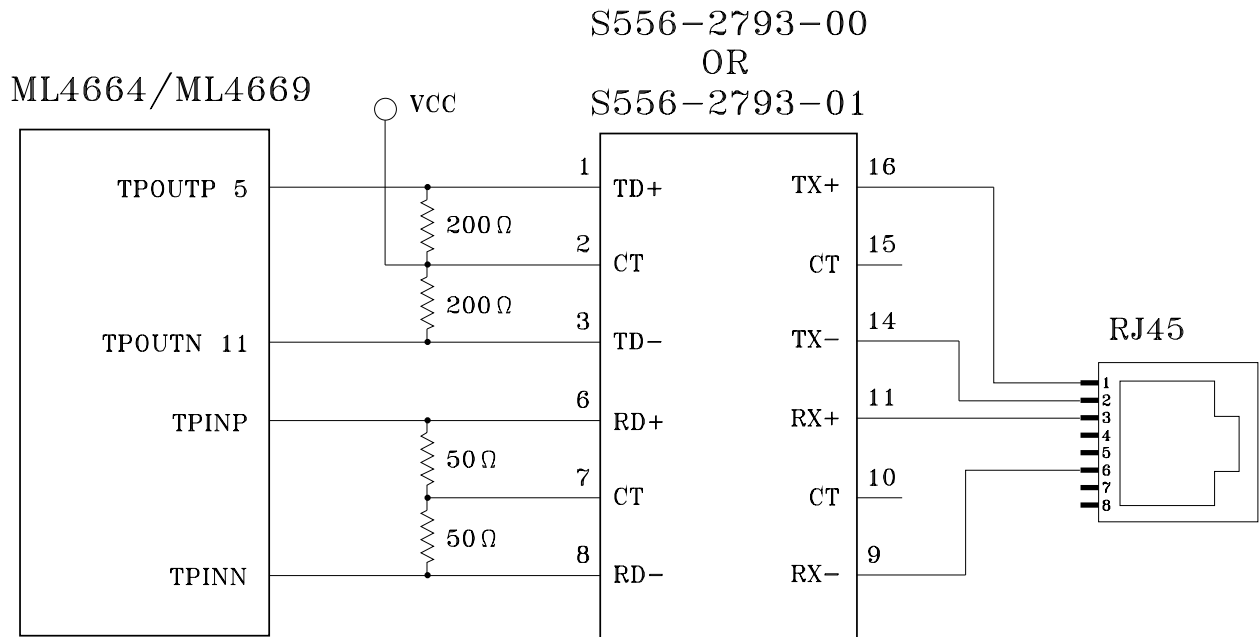 S556-2793-00
OR
S556-2793-01
ML4664/ML4669
VCC
TPOUTP 5
200Ω
200Ω
TPOUTN 11
TPINP
50Ω
50Ω
TPINN
1
TD+
2
CT
3
TD-
6
RD+
7
CT
8
RD-
TX+
16
CT
15
TX-
14
RX+
11
CT
10
RX-
9
RJ45
1
2
3
4
5
6
7
8